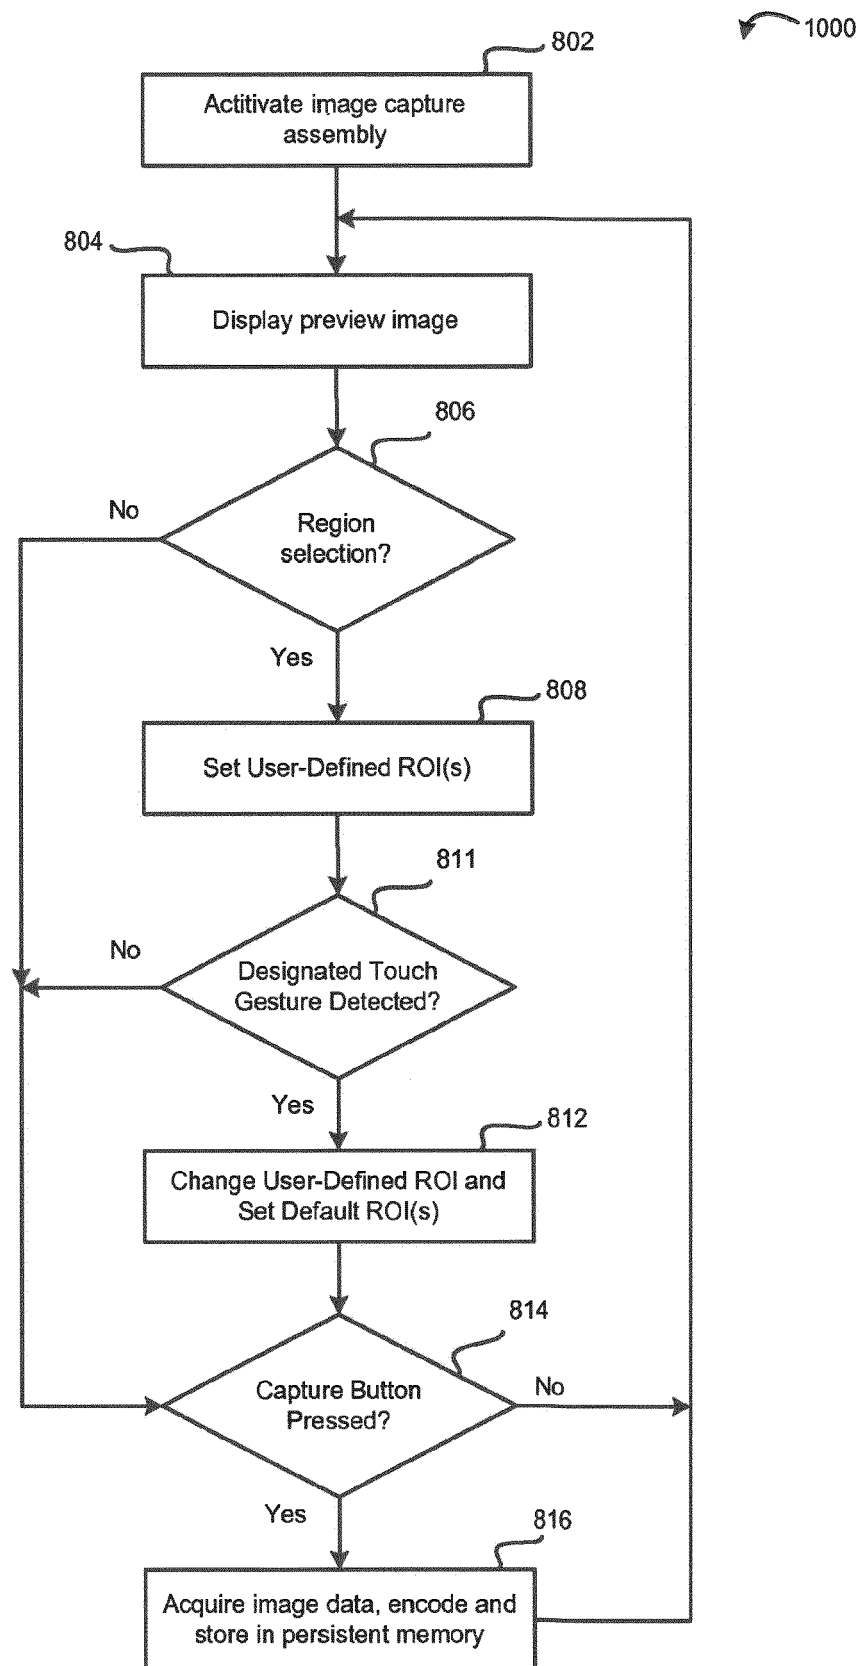 1000
802
Actitivate image capture
assembly
804
Display preview image
806
No
Region
selection?
Yes
808
Set User-Defined ROI(s)
811
No
Designated Touch
Gesture Detected?
Yes
812
Change User-Defined ROI and
Set Default ROI(s)
814
Capture Button
Pressed?
No
Yes
816
Acquire image data, encode and
store in persistent memory